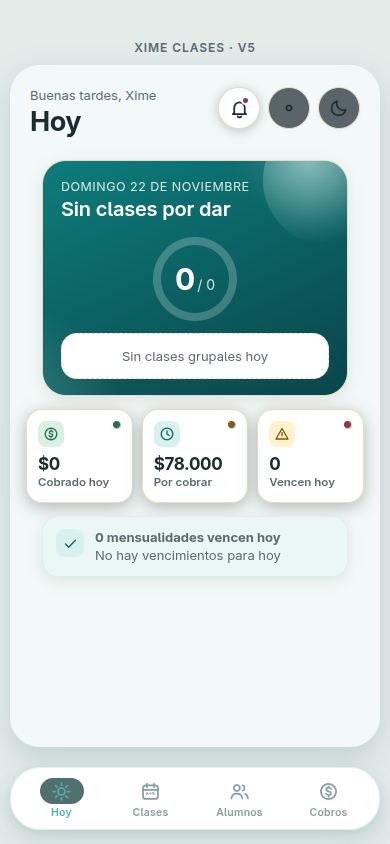 XIME CLASES · V5
Buenas tardes, Xime
Hoy
DOMINGO 22 DE NOVIEMBRE
Sin clases por dar
0 / 0
Sin clases grupales hoy
$0
Cobrado hoy
$78.000
Por cobrar
0
Vencen hoy
0 mensualidades vencen hoy
No hay vencimientos para hoy
Hoy
Clases
Alumnos
Cobros